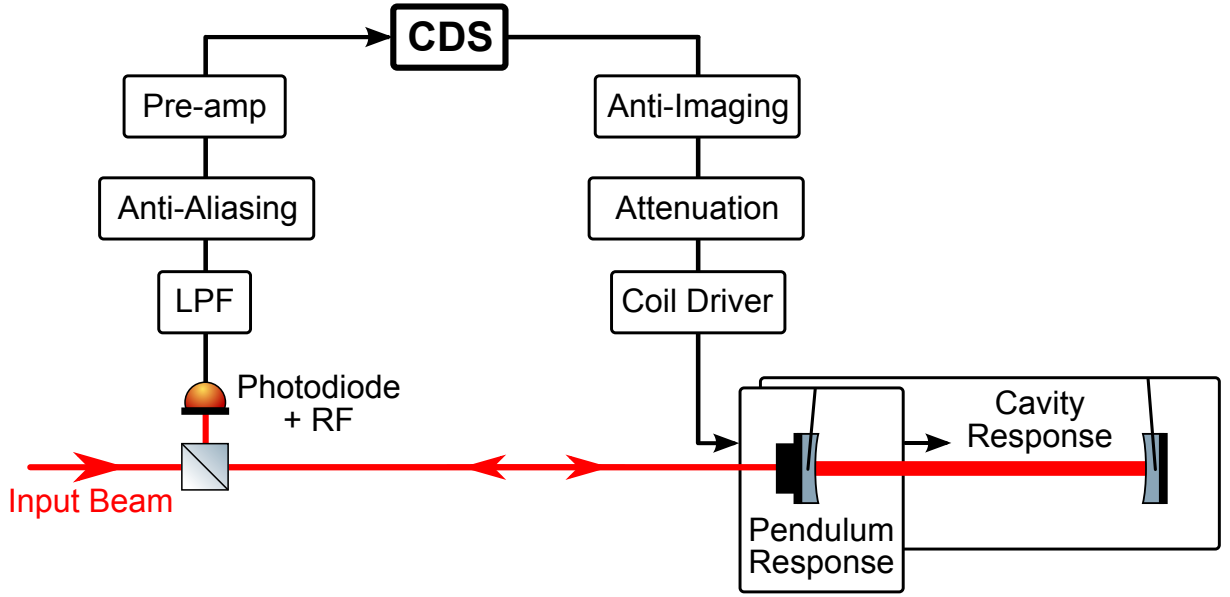 CDS
Pre-amp
Anti-Imaging
Anti-Aliasing
Attenuation
LPF
Coil Driver
Photodiode
+ RF
Cavity
Response
Input Beam
Pendulum
Response